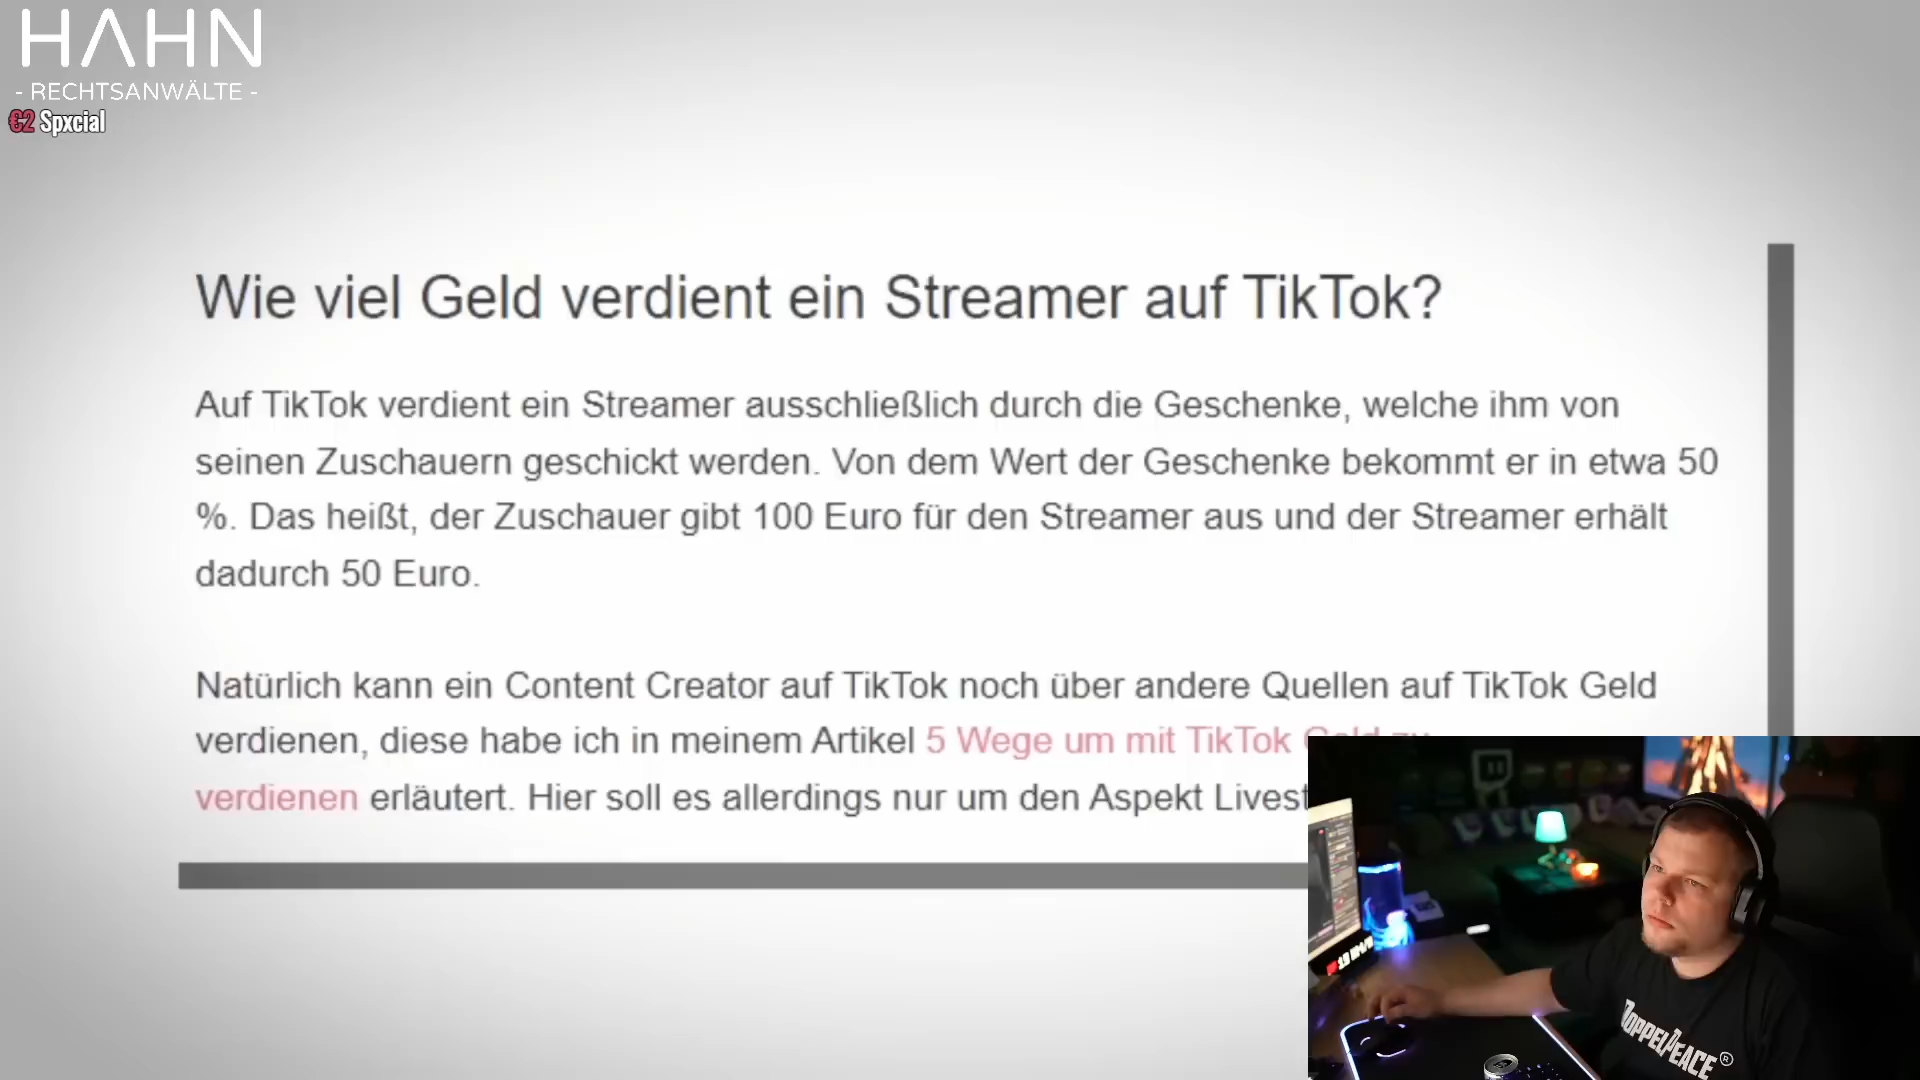 HAHN
- RECHTSANWÄLTE -
€2 Spxcial
Wie viel Geld verdient ein Streamer auf TikTok?
Auf TikTok verdient ein Streamer ausschließlich durch die Geschenke, welche ihm von
seinen Zuschauern geschickt werden. Von dem Wert der Geschenke bekommt er in etwa 50
%. Das heißt, der Zuschauer gibt 100 Euro für den Streamer aus und der Streamer erhält
dadurch 50 Euro.
Natürlich kann ein Content Creator auf TikTok noch über andere Quellen auf TikTok Geld
verdienen, diese habe ich in meinem Artikel 5 Wege um mit TikTok Geld zu
verdienen erläutert. Hier soll es allerdings nur um den Aspekt
DOPPELPEACE®